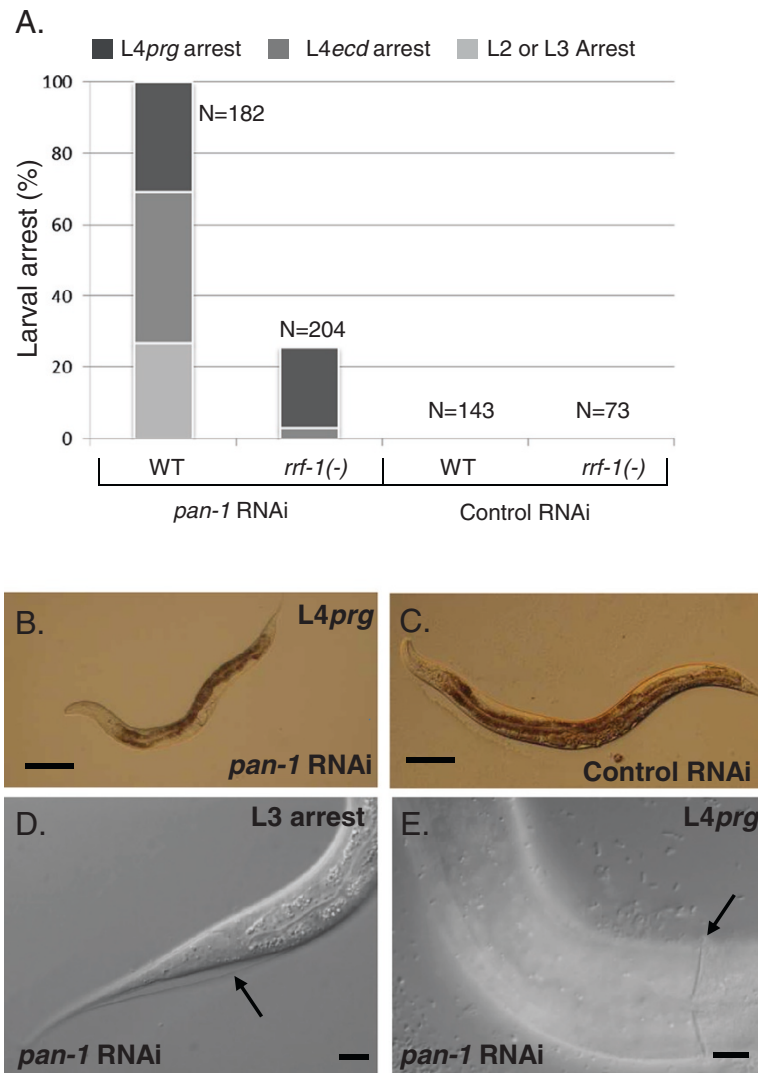 A.
L4prg arrest L4ecd arrest L2 or L3 Arrest
Larval arrest (%)
100
80
60
40
20
0
N=182
N=204
N=143
N=73
WT rrf-1(-) WT rrf-1(-)
pan-1 RNAi Control RNAi
B. L4prg
pan-1 RNAi
C.
Control RNAi
D. L3 arrest
pan-1 RNAi
E. L4prg
pan-1 RNAi